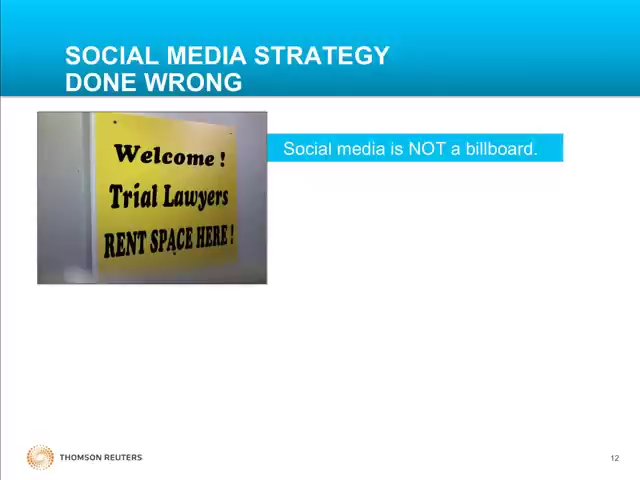 SOCIAL MEDIA STRATEGY
DONE WRONG
Welcome !
Trial Lawyers
RENT SPACE HERE !
Social media is NOT a billboard.
THOMSON REUTERS
12